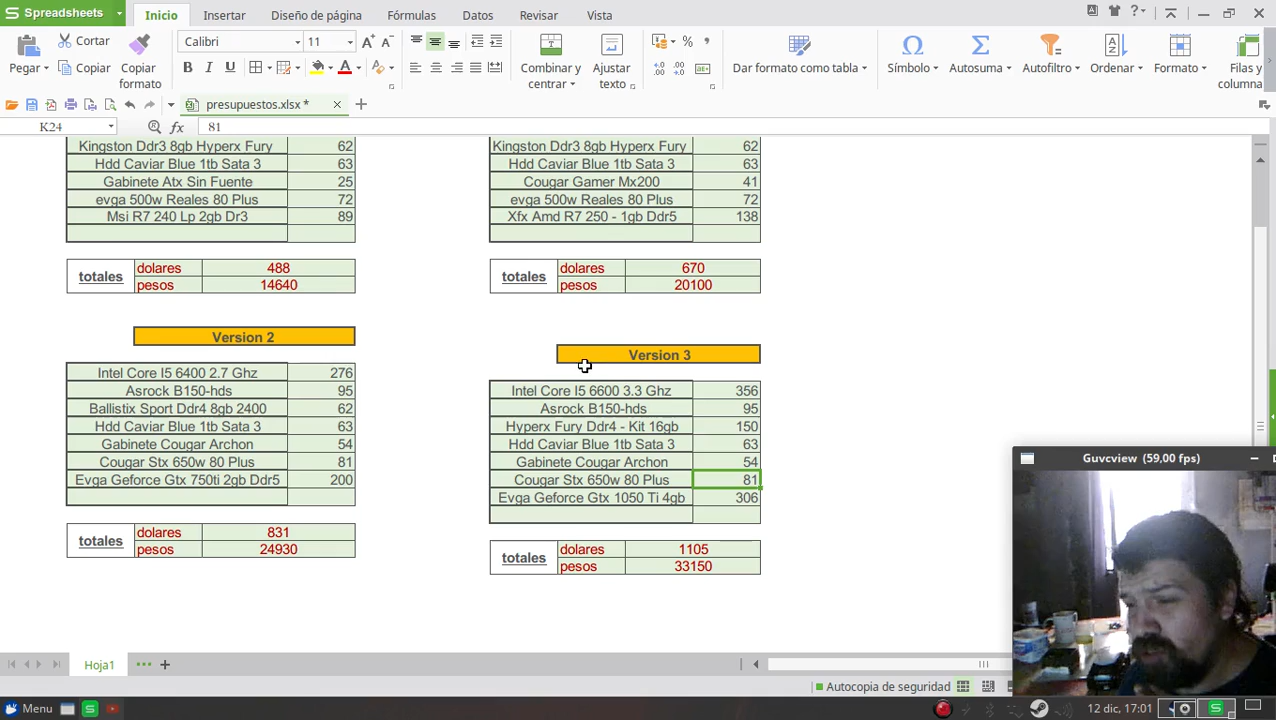 Spreadsheets
Inicio Insertar Diseño de página Fórmulas Datos Revisar Vista
Cortar
Calibri 11
Pegar Copiar Copiar formato
Combinar y centrar
Ajustar texto
Dar formato como tabla
Símbolo Autosuma Autofiltro Ordenar Formato
Filas y columna
presupuestos.xlsx *
K24 fx 81
Kingston Ddr3 8gb Hyperx Fury 62
Hdd Caviar Blue 1tb Sata 3 63
Gabinete Atx Sin Fuente 25
evga 500w Reales 80 Plus 72
Msi R7 240 Lp 2gb Dr3 89
totales dolares 488
pesos 14640
Kingston Ddr3 8gb Hyperx Fury 62
Hdd Caviar Blue 1tb Sata 3 63
Cougar Gamer Mx200 41
evga 500w Reales 80 Plus 72
Xfx Amd R7 250 - 1gb Ddr5 138
totales dolares 670
pesos 20100
Version 2
Intel Core I5 6400 2.7 Ghz 276
Asrock B150-hds 95
Ballistix Sport Ddr4 8gb 2400 62
Hdd Caviar Blue 1tb Sata 3 63
Gabinete Cougar Archon 54
Cougar Stx 650w 80 Plus 81
Evga Geforce Gtx 750ti 2gb Ddr5 200
totales dolares 831
pesos 24930
Version 3
Intel Core I5 6600 3.3 Ghz 356
Asrock B150-hds 95
Hyperx Fury Ddr4 - Kit 16gb 150
Hdd Caviar Blue 1tb Sata 3 63
Gabinete Cougar Archon 54
Cougar Stx 650w 80 Plus 81
Evga Geforce Gtx 1050 Ti 4gb 306
totales dolares 1105
pesos 33150
Guvcview (59,00 fps)
Hoja1
Autocopia de seguridad
Menu
12 dic, 17:01